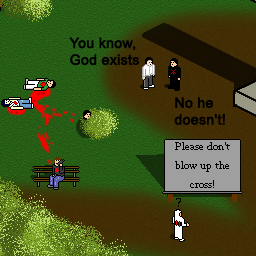 You know,
God exists
No he
doesn't!
Please don't
blow up the
cross!
?